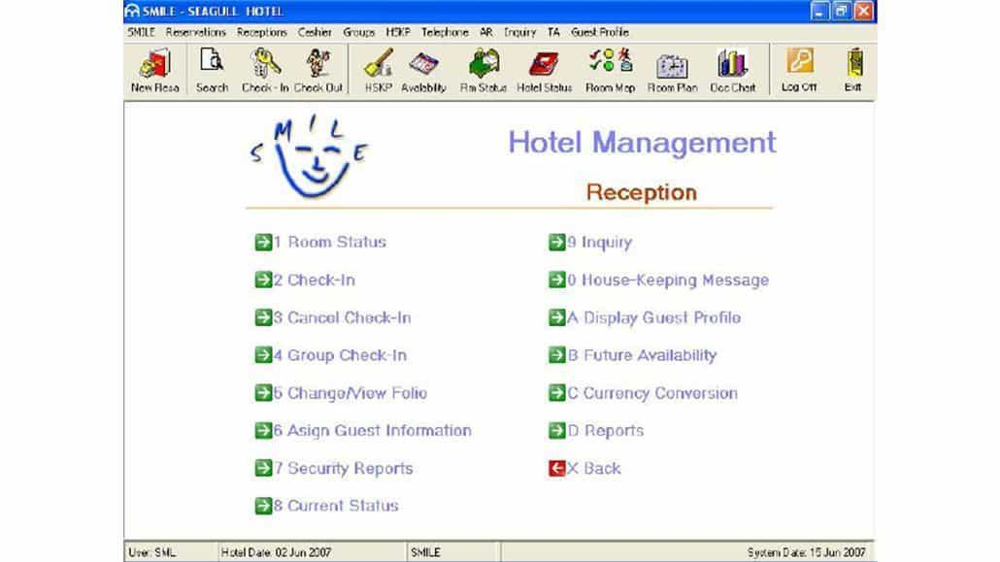 SMILE - SEAGULL HOTEL
SMILE Reservations Receptions Cashier Groups HSKP Telephone AR Inquiry TA Guest Profile
New Resa Search Check - In Check Out HSKP Availability Rm Status Hotel Status Room Map Room Plan Occ Chart Log Off Exit
S M I L E
Hotel Management
Reception
1 Room Status
2 Check-In
3 Cancel Check-In
4 Group Check-In
5 Change/View Folio
6 Asign Guest Information
7 Security Reports
8 Current Status
9 Inquiry
0 House-Keeping Message
A Display Guest Profile
B Future Availability
C Currency Conversion
D Reports
X Back
User: SML Hotel Date: 02 Jun 2007 SMILE System Date: 15 Jun 2007